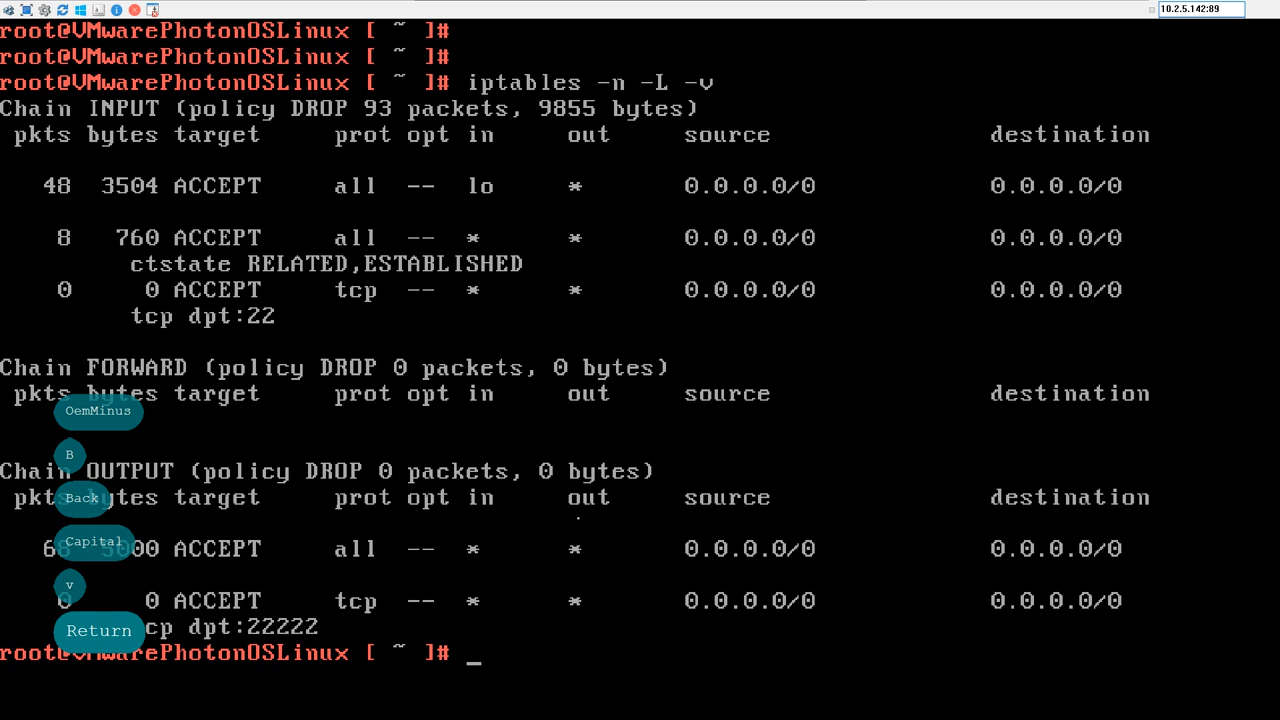 10.2.5.142:89
root@VMwarePhotonOSLinux [ ~ ]#
root@VMwarePhotonOSLinux [ ~ ]#
root@VMwarePhotonOSLinux [ ~ ]# iptables -n -L -v
Chain INPUT (policy DROP 93 packets, 9855 bytes)
pkts bytes target prot opt in out source destination
48 3504 ACCEPT all -- lo * 0.0.0.0/0 0.0.0.0/0
8 760 ACCEPT all -- * * 0.0.0.0/0 0.0.0.0/0
ctstate RELATED,ESTABLISHED
0 0 ACCEPT tcp -- * * 0.0.0.0/0 0.0.0.0/0
tcp dpt:22
Chain FORWARD (policy DROP 0 packets, 0 bytes)
pkts bytes target prot opt in out source destination
OemMinus
B
Chain OUTPUT (policy DROP 0 packets, 0 bytes)
pkts bytes target prot opt in out source destination
Back
Capital
68 5000 ACCEPT all -- * * 0.0.0.0/0 0.0.0.0/0
v
0 0 ACCEPT tcp -- * * 0.0.0.0/0 0.0.0.0/0
Return
tcp dpt:22222
root@VMwarePhotonOSLinux [ ~ ]# _